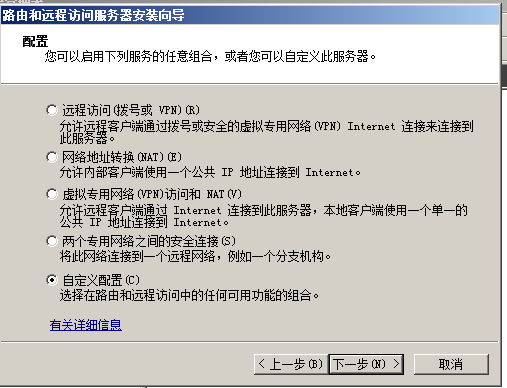 路由和远程访问服务器安装向导
配置
您可以启用下列服务的任意组合，或者您可以自定义此服务器。
远程访问(拨号或 VPN)(R)
允许远程客户端通过拨号或安全的虚拟专用网络(VPN) Internet 连接来连接到
此服务器。
网络地址转换(NAT)(E)
允许内部客户端使用一个公共 IP 地址连接到 Internet。
虚拟专用网络(VPN)访问和 NAT(V)
允许远程客户端通过 Internet 连接到此服务器，本地客户端使用一个单一的
公共 IP 地址连接到 Internet。
两个专用网络之间的安全连接(S)
将此网络连接到一个远程网络，例如一个分支机构。
自定义配置(C)
选择在路由和远程访问中的任何可用功能的组合。
有关详细信息
< 上一步(B) 下一步(N) > 取消